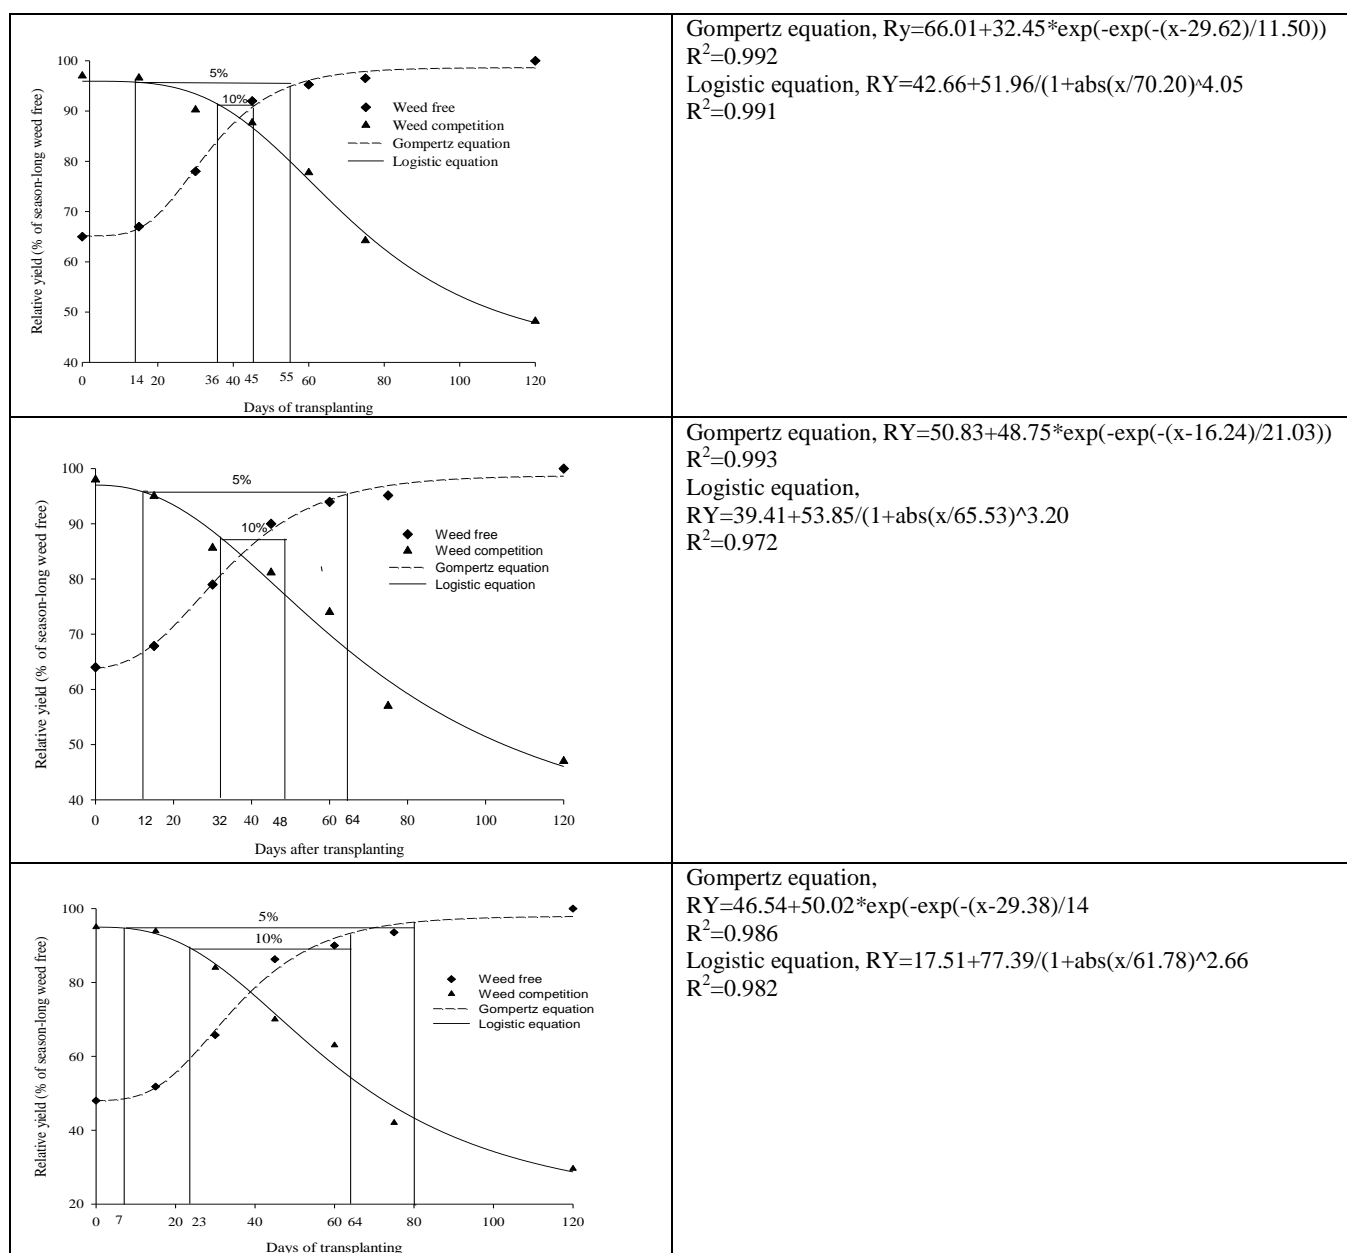 Gompertz equation, Ry=66.01+32.45*exp(-exp(-(x-29.62)/11.50))
R²=0.992
Logistic equation, RY=42.66+51.96/(1+abs(x/70.20)^4.05
R²=0.991
Relative yield (% of season-long weed free)
100
90
80
70
60
50
40
5%
10%
Weed free
Weed competition
Gompertz equation
Logistic equation
0 14 20 36 40 45 55 60 80 100 120
Days of transplanting
Gompertz equation, RY=50.83+48.75*exp(-exp(-(x-16.24)/21.03))
R²=0.993
Logistic equation,
RY=39.41+53.85/(1+abs(x/65.53)^3.20
R²=0.972
Relative yield (% of season-long weed free)
100
90
80
70
60
50
40
5%
10%
Weed free
Weed competition
Gompertz equation
Logistic equation
0 12 20 32 40 48 60 64 80 100 120
Days after transplanting
Gompertz equation,
RY=46.54+50.02*exp(-exp(-(x-29.38)/14
R²=0.986
Logistic equation, RY=17.51+77.39/(1+abs(x/61.78)^2.66
R²=0.982
Relative yield (% of season-long weed free)
100
80
60
40
20
5%
10%
Weed free
Weed competition
Gompertz equation
Logistic equation
0 7 20 23 40 60 64 80 100 120
Days of transplanting